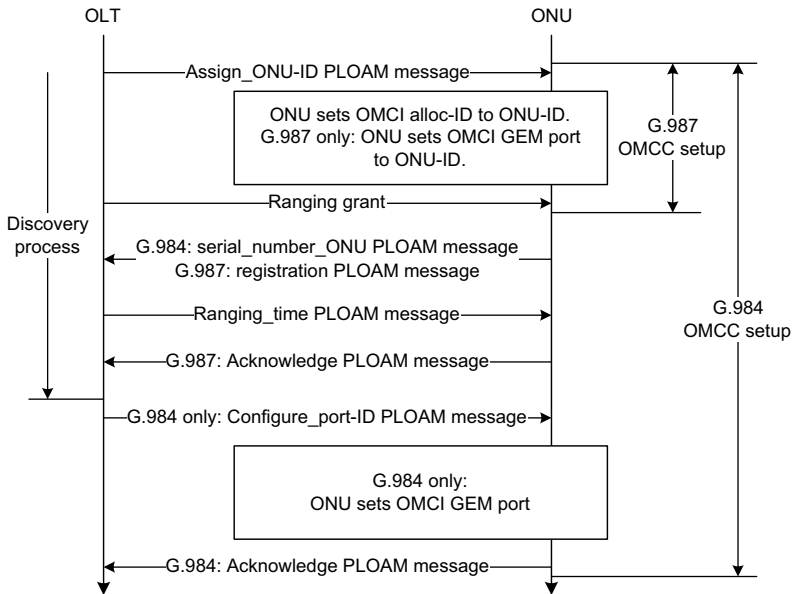 OLT
ONU
Assign_ONU-ID PLOAM message
ONU sets OMCI alloc-ID to ONU-ID.
G.987 only: ONU sets OMCI GEM port
to ONU-ID.
G.987
OMCC setup
Ranging grant
Discovery
process
G.984: serial_number_ONU PLOAM message
G.987: registration PLOAM message
Ranging_time PLOAM message
G.984
OMCC setup
G.987: Acknowledge PLOAM message
G.984 only: Configure_port-ID PLOAM message
G.984 only:
ONU sets OMCI GEM port
G.984: Acknowledge PLOAM message